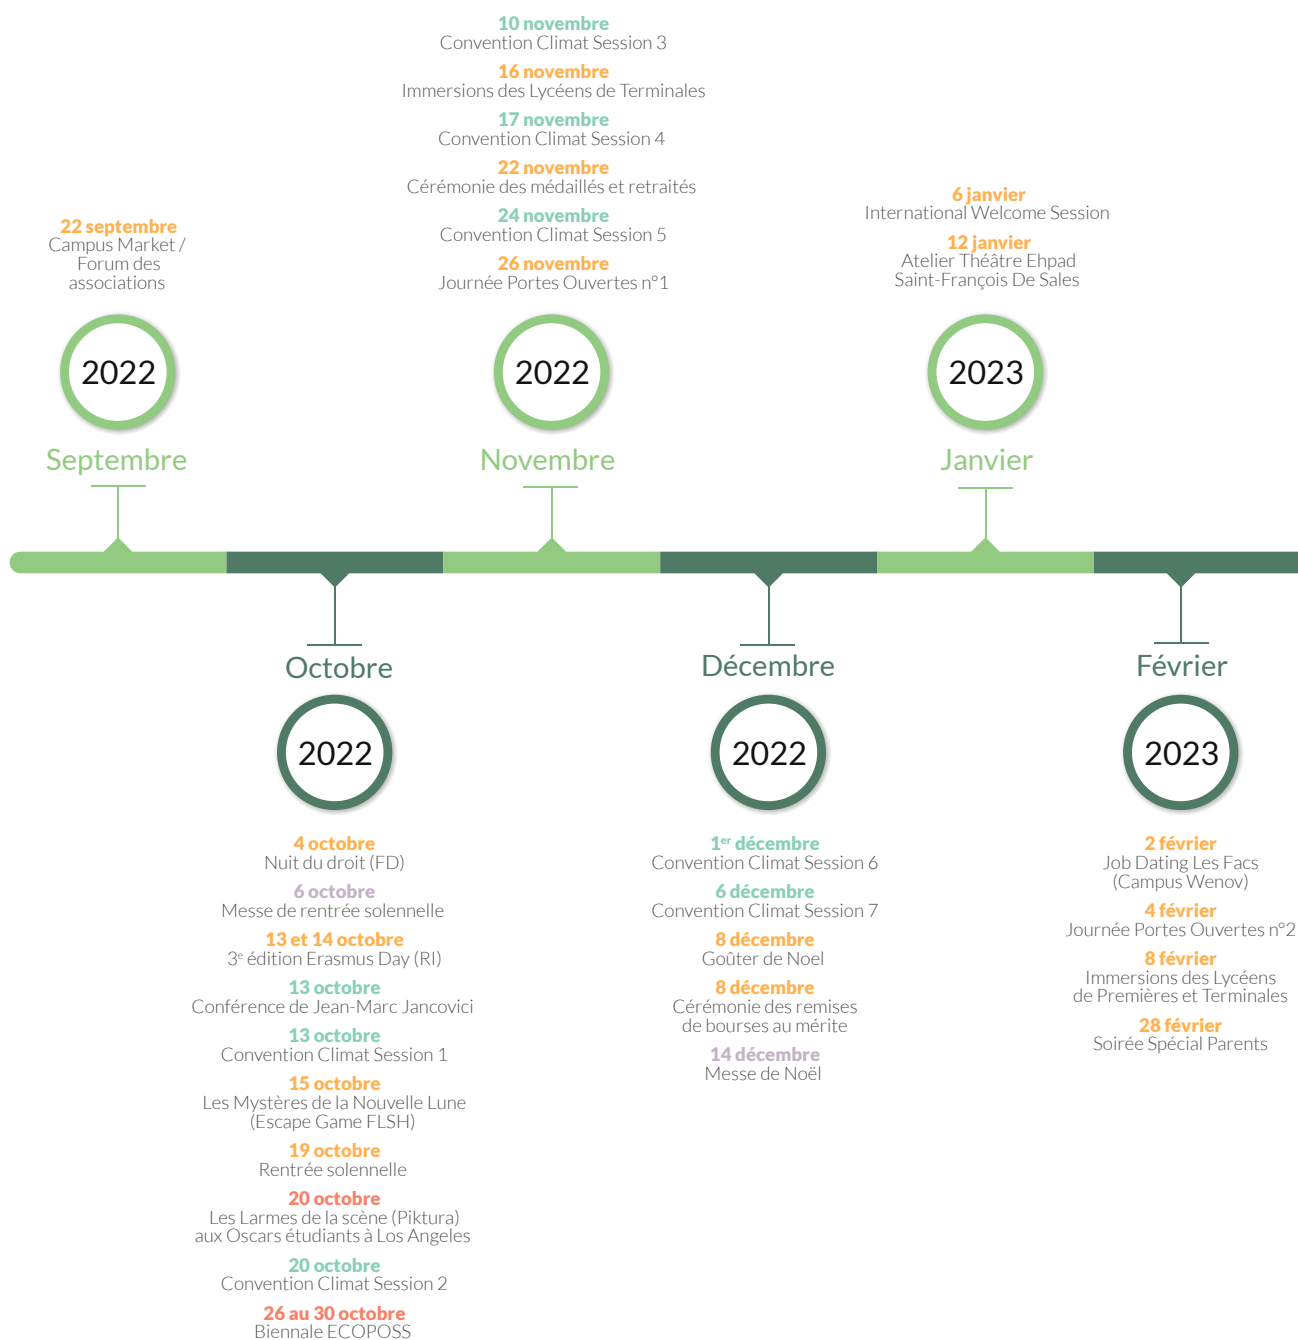 22 septembre
Campus Market /
Forum des
associations
2022
Septembre
10 novembre
Convention Climat Session 3
16 novembre
Immersions des Lycéens de Terminales
17 novembre
Convention Climat Session 4
22 novembre
Cérémonie des médaillés et retraités
24 novembre
Convention Climat Session 5
26 novembre
Journée Portes Ouvertes n°1
2022
Novembre
6 janvier
International Welcome Session
12 janvier
Atelier Théâtre Ehpad
Saint-François De Sales
2023
Janvier
Octobre
2022
4 octobre
Nuit du droit (FD)
6 octobre
Messe de rentrée solennelle
13 et 14 octobre
3e édition Erasmus Day (RI)
13 octobre
Conférence de Jean-Marc Jancovici
13 octobre
Convention Climat Session 1
15 octobre
Les Mystères de la Nouvelle Lune
(Escape Game FLSH)
19 octobre
Rentrée solennelle
20 octobre
Les Larmes de la scène (Piktura)
aux Oscars étudiants à Los Angeles
20 octobre
Convention Climat Session 2
26 au 30 octobre
Biennale ECOPOSS
Décembre
2022
1er décembre
Convention Climat Session 6
6 décembre
Convention Climat Session 7
8 décembre
Goûter de Noel
8 décembre
Cérémonie des remises
de bourses au mérite
14 décembre
Messe de Noël
Février
2023
2 février
Job Dating Les Facs
(Campus Wenov)
4 février
Journée Portes Ouvertes n°2
8 février
Immersions des Lycéens
de Premières et Terminales
28 février
Soirée Spécial Parents